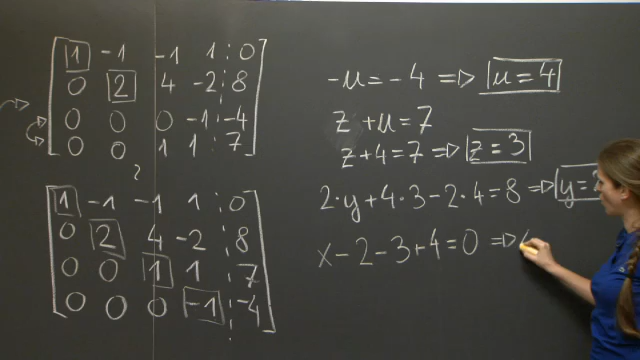 1 -1 -1 1 : 0
0 2 4 -2 : 8
0 0 0 -1 : -4
0 0 1 1 : 7
2
1 -1 -1 1 : 0
0 2 4 -2 : 8
0 0 1 1 : 7
0 0 0 -1 : -4
-u = -4 => u = 4
z + u = 7
z + 4 = 7 => z = 3
2·y + 4·3 - 2·4 = 8 => y =
x - 2 - 3 + 4 = 0 =>